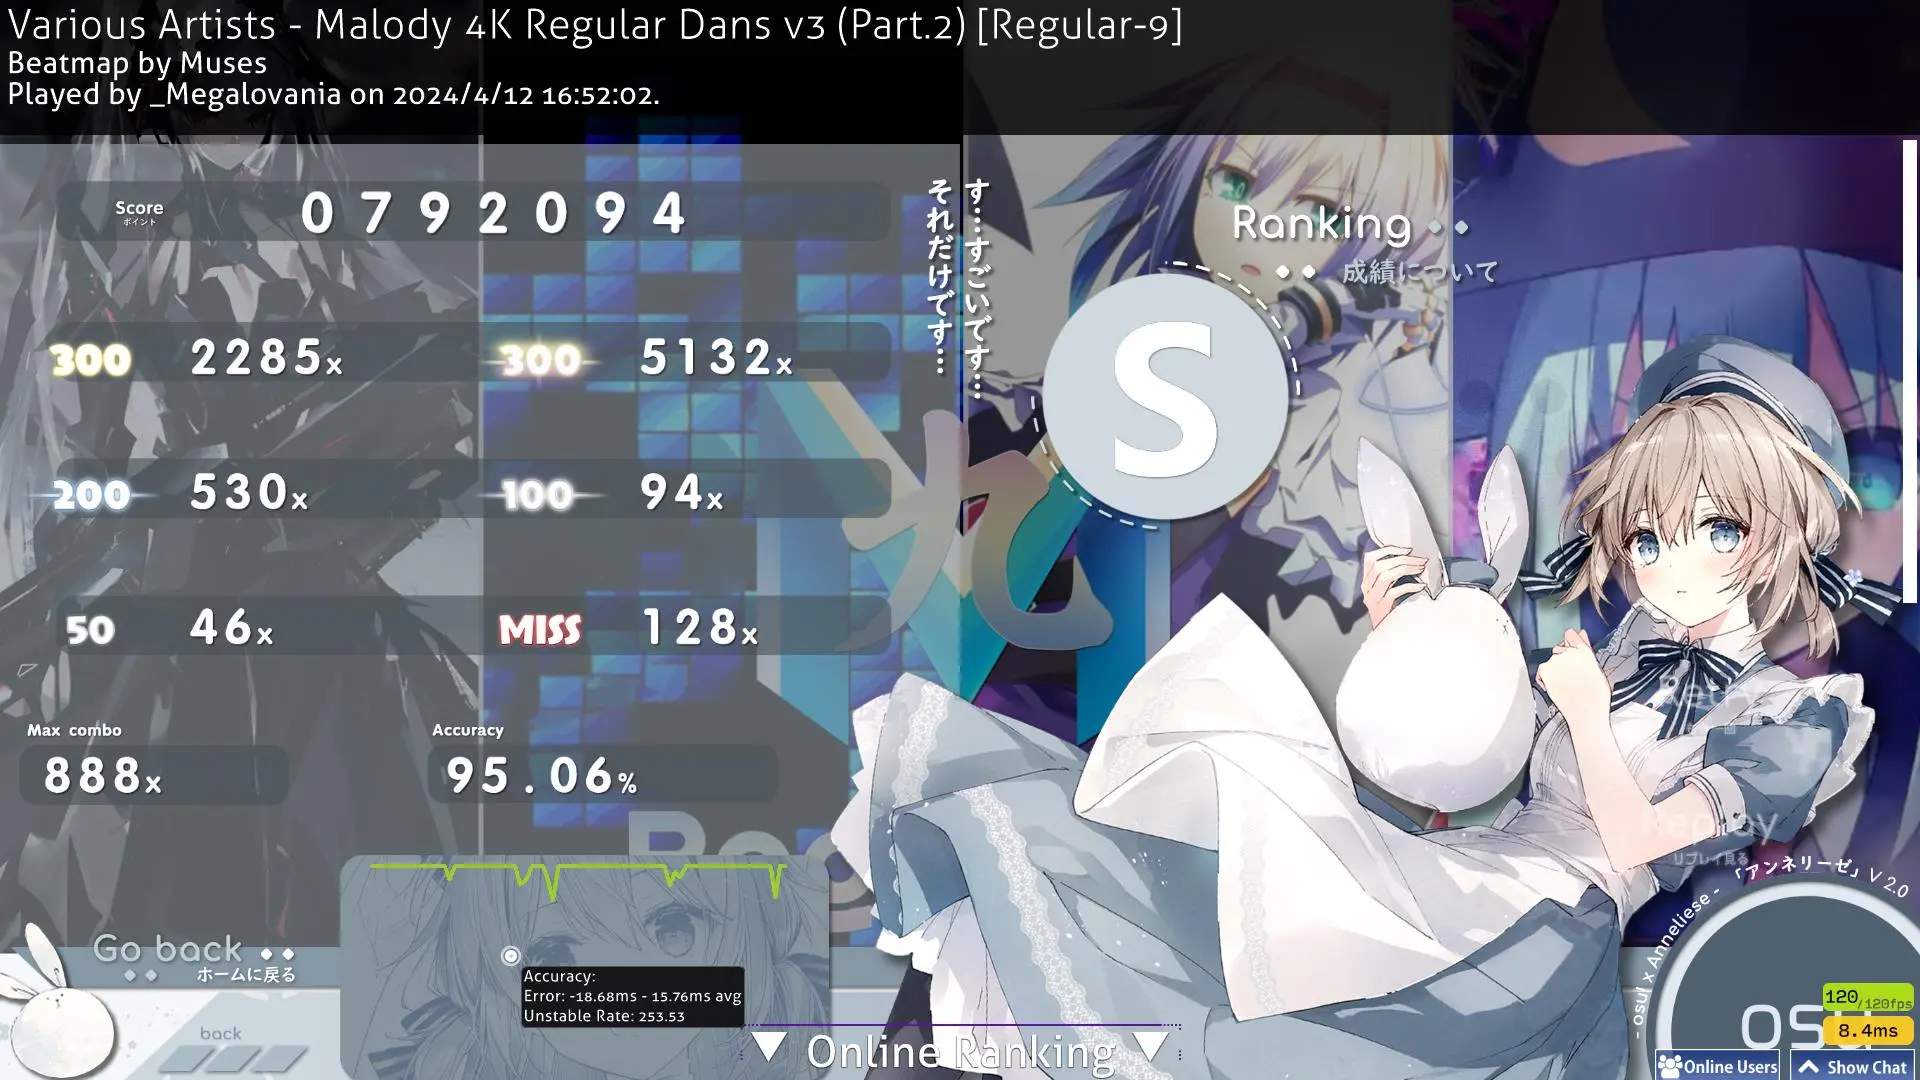 Various Artists - Malody 4K Regular Dans v3 (Part.2) [Regular-9]
Beatmap by Muses
Played by _Megalovania on 2024/4/12 16:52:02.
Score
ポイント
0792094
す…すごいです…
それだけです…
Ranking
成績について
S
300 2285x 300 5132x
200 530x 100 94x
50 46x MISS 128x
九
Max combo
888x
Accuracy
95.06%
Replay
リプレイ見る
- osu! x Anneliese - 「アンネリーゼ」 V 2.0
Go back
ホームに戻る
back
Accuracy:
Error: -18.68ms - 15.76ms avg
Unstable Rate: 253.53
Online Ranking
120/120fps
8.4ms
Online Users
Show Chat